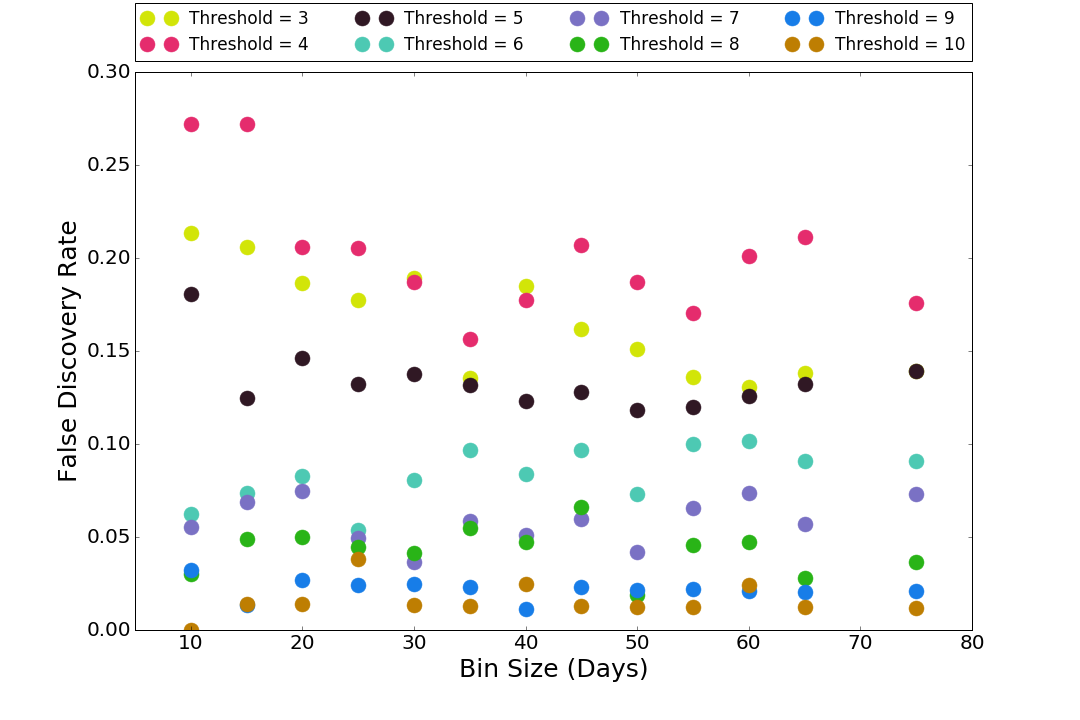 Threshold = 3 Threshold = 5 Threshold = 7 Threshold = 9
Threshold = 4 Threshold = 6 Threshold = 8 Threshold = 10
0.30
0.25
0.20
0.15
0.10
0.05
0.00
False Discovery Rate
10 20 30 40 50 60 70 80
Bin Size (Days)